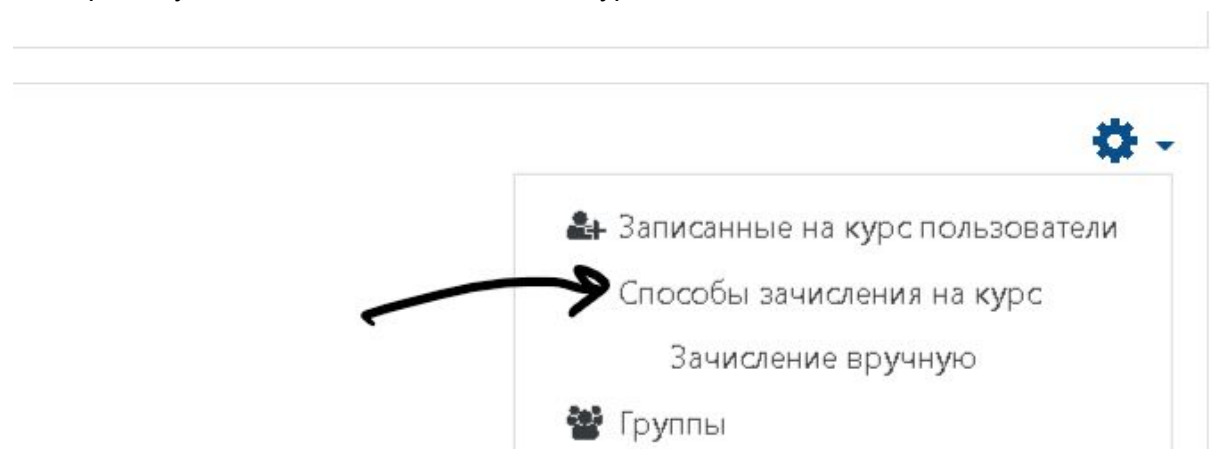 Записанные на курс пользователи
Способы зачисления на курс
Зачисление вручную
Группы